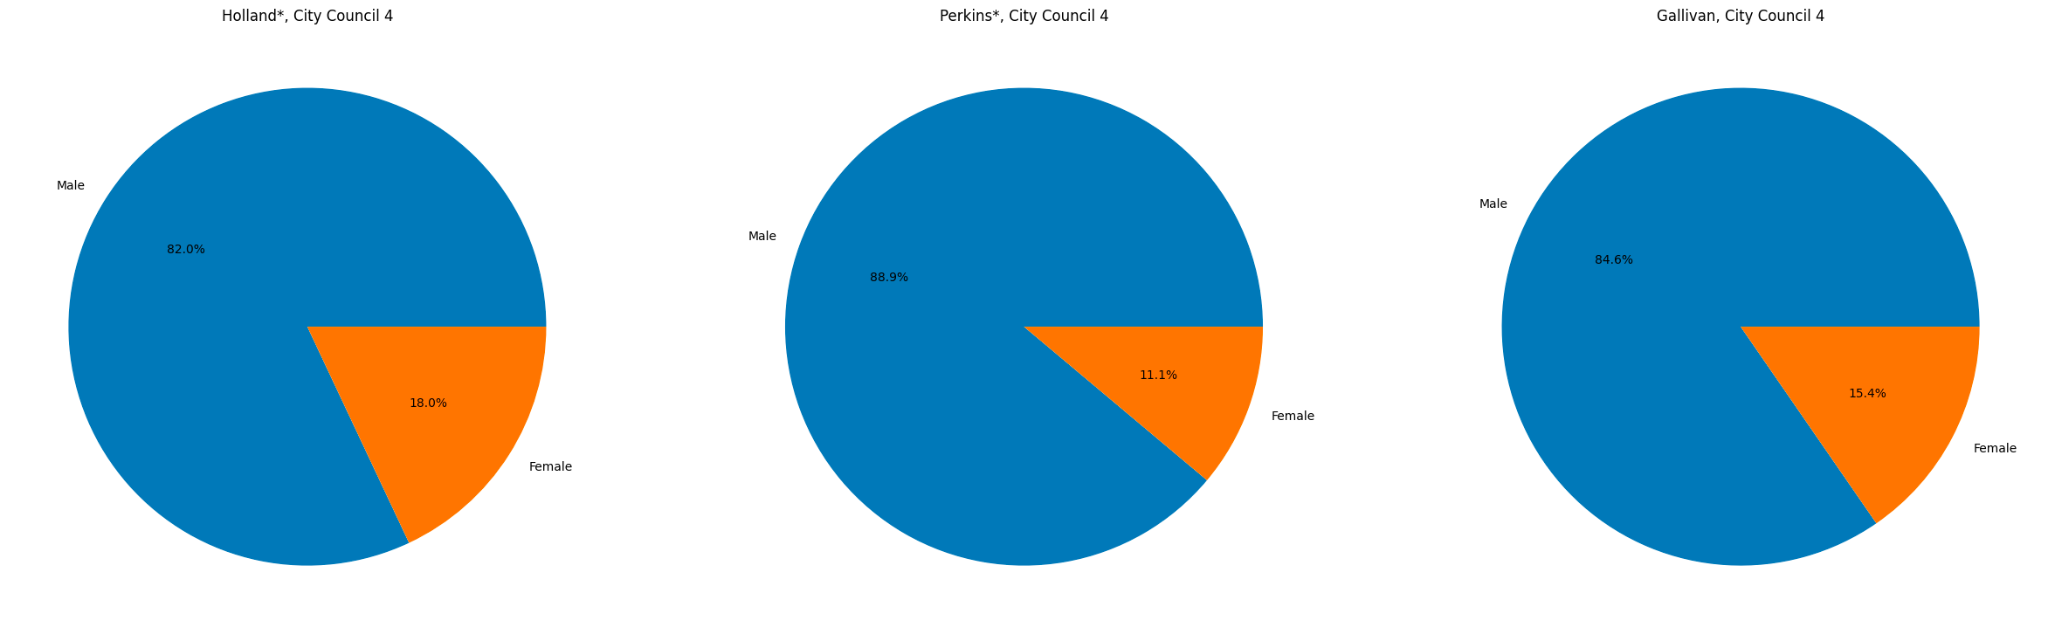 Holland*, City Council 4
Male
82.0%
18.0%
Female
Perkins*, City Council 4
Male
88.9%
11.1%
Female
Gallivan, City Council 4
Male
84.6%
15.4%
Female